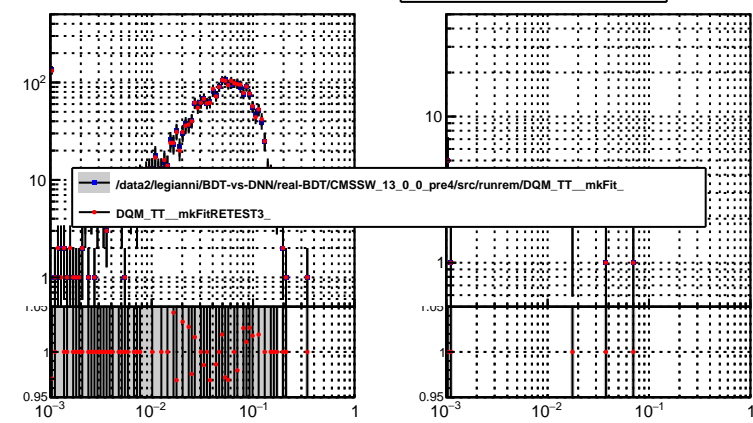 10²
10
1
1.05
1
0.95
10⁻³ 10⁻² 10⁻¹ 1
10
1
1.05
1
0.95
10⁻³ 10⁻² 10⁻¹ 1
/data2/legianni/BDT-vs-DNN/real-BDT/CMSSW_13_0_0_pre4/src/runrem/DQM_TT__mkFit_
DQM_TT__mkFitRETEST3_